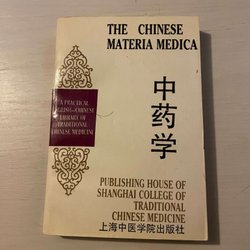 THE CHINESE
MATERIA MEDICA
A PRACTICAL
ENGLISH-CHINESE
LIBRARY OF
TRADITIONAL
CHINESE MEDICINE
中药学
PUBLISHING HOUSE OF
SHANGHAI COLLEGE OF
TRADITIONAL
CHINESE MEDICINE
上海中医学院出版社